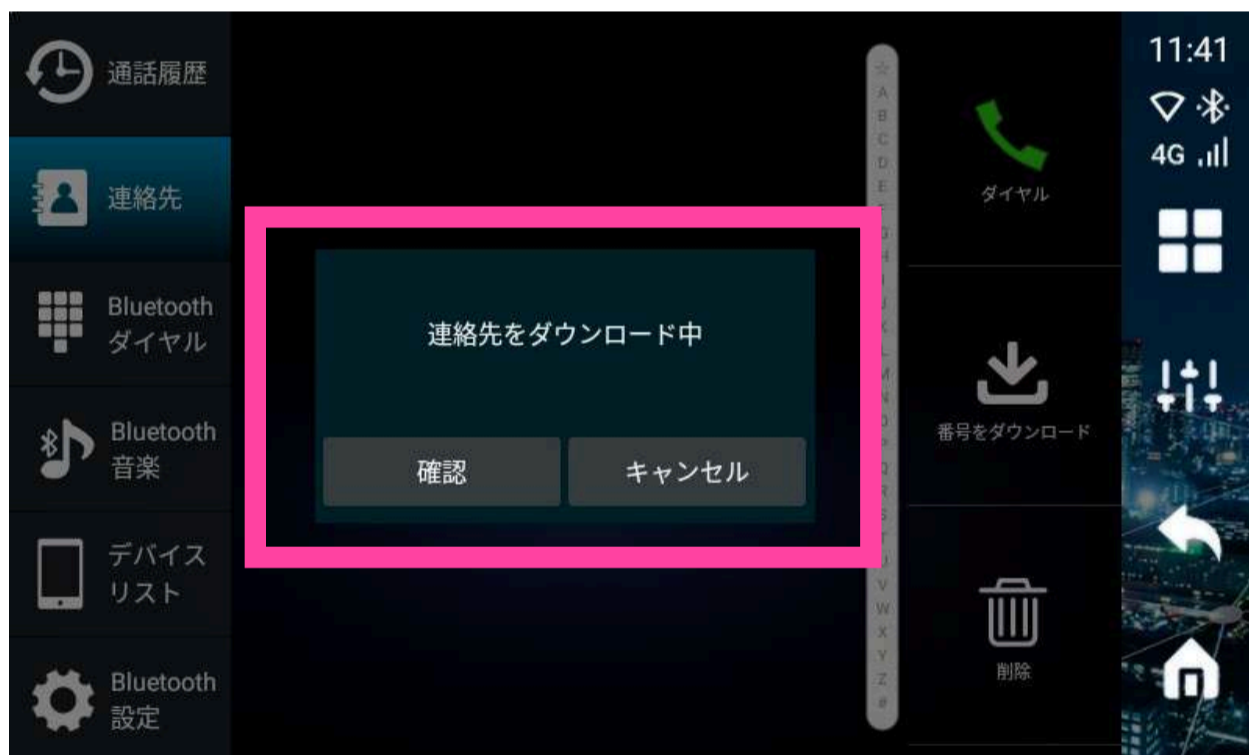 通話履歴
連絡先
Bluetooth
ダイヤル
Bluetooth
音楽
デバイス
リスト
Bluetooth
設定
連絡先をダウンロード中
確認
キャンセル
☆
A
B
C
D
E
G
H
I
J
K
L
M
N
O
P
Q
R
S
T
U
V
W
X
Y
Z
#
ダイヤル
番号をダウンロード
削除
11:41
4G